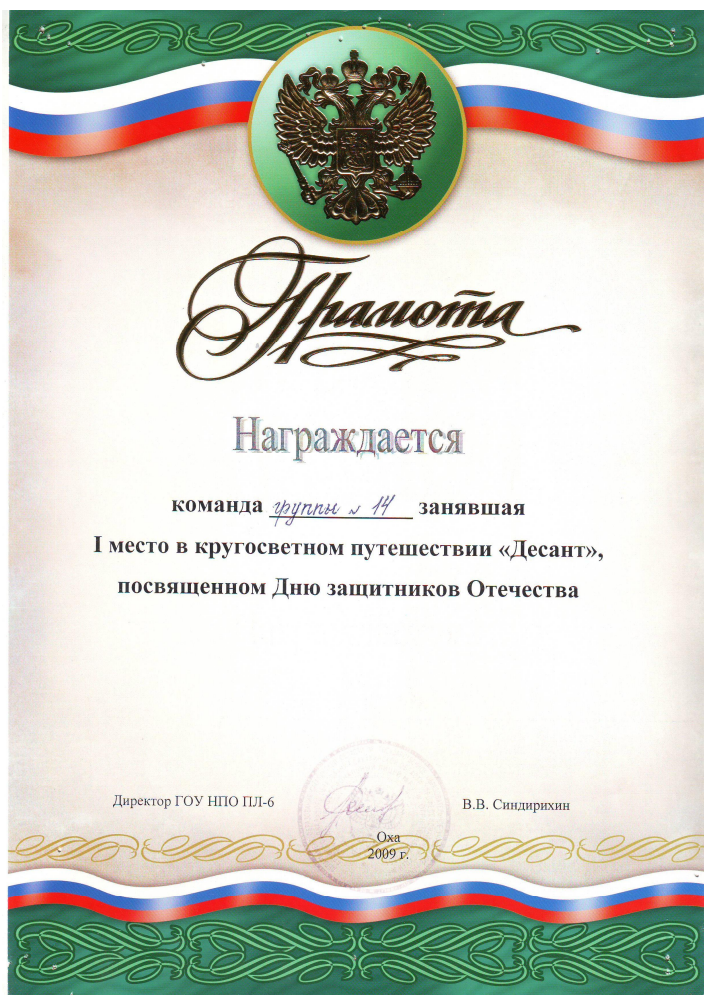 Грамота
Награждается
команда группы № 14 занявшая
I место в кругосветном путешествии «Десант»,
посвященном Дню защитников Отечества
Директор ГОУ НПО ПЛ-6 В.В. Синдирихин
Оха
2009 г.